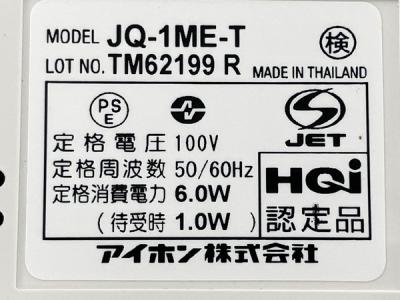 MODEL JQ-1ME-T
検
LOT NO. TM62199 R
MADE IN THAILAND
PS
E
JET
定格電圧 100V
定格周波数 50/60Hz
定格消費電力 6.0W
(待受時) 1.0W)
HQi
認定品
アイホン株式会社